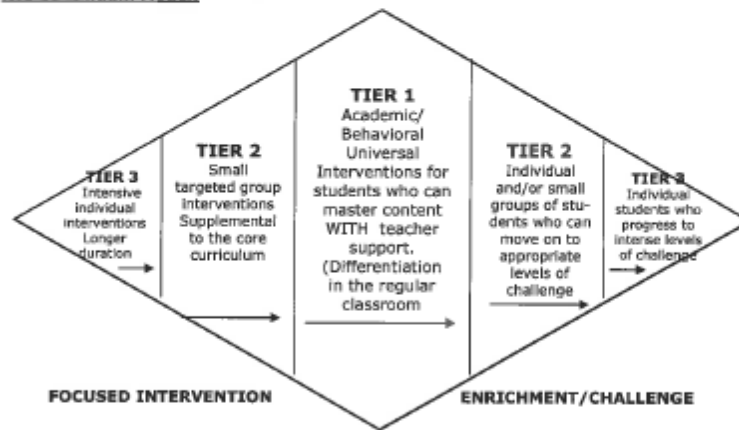 TIER 3
Intensive
individual
interventions
Longer
duration
TIER 2
Small
targeted group
interventions
Supplemental
to the core
curriculum
TIER 1
Academic/
Behavioral
Universal
Interventions for
students who can
master content
WITH teacher
support.
(Differentiation
in the regular
classroom
TIER 2
Individual
and/or small
groups of stu-
dents who can
move on to
appropriate
levels of
challenge
TIER 3
Individual
students who
progress to
intense levels
of challenge
FOCUSED INTERVENTION
ENRICHMENT/CHALLENGE